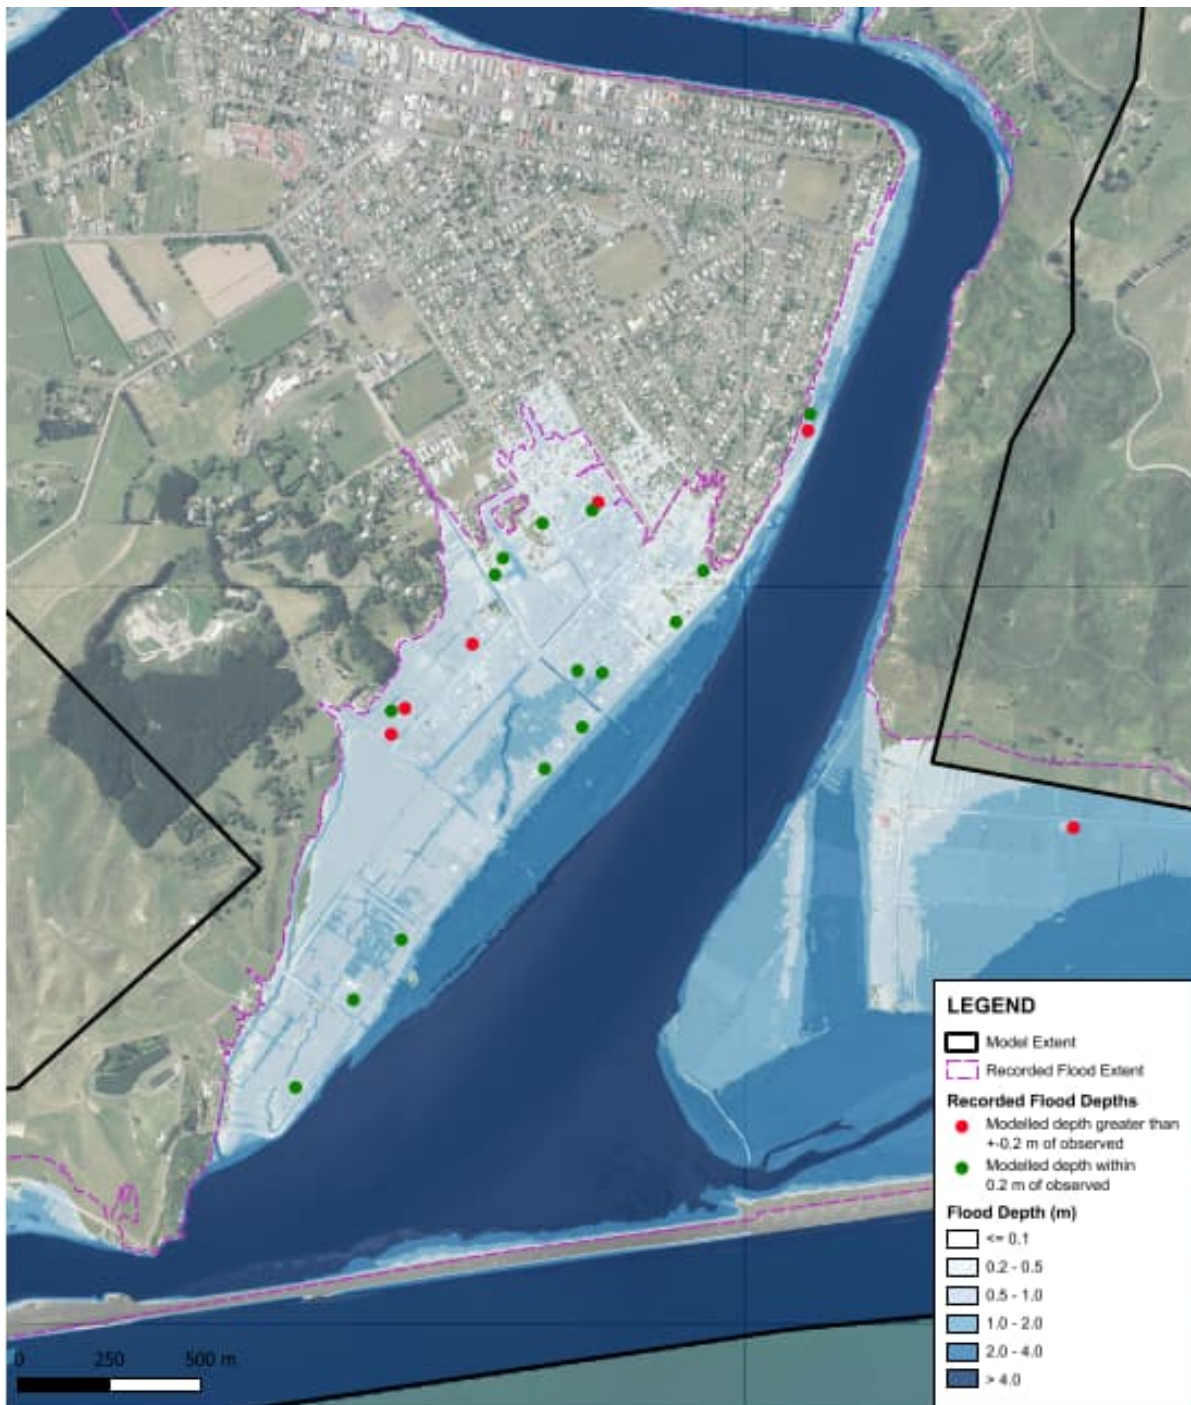 LEGEND
Model Extent
Recorded Flood Extent
Recorded Flood Depths
Modelled depth greater than
+-0.2 m of observed
Modelled depth within
0.2 m of observed
Flood Depth (m)
<= 0.1
0.2 - 0.5
0.5 - 1.0
1.0 - 2.0
2.0 - 4.0
> 4.0
0 250 500 m